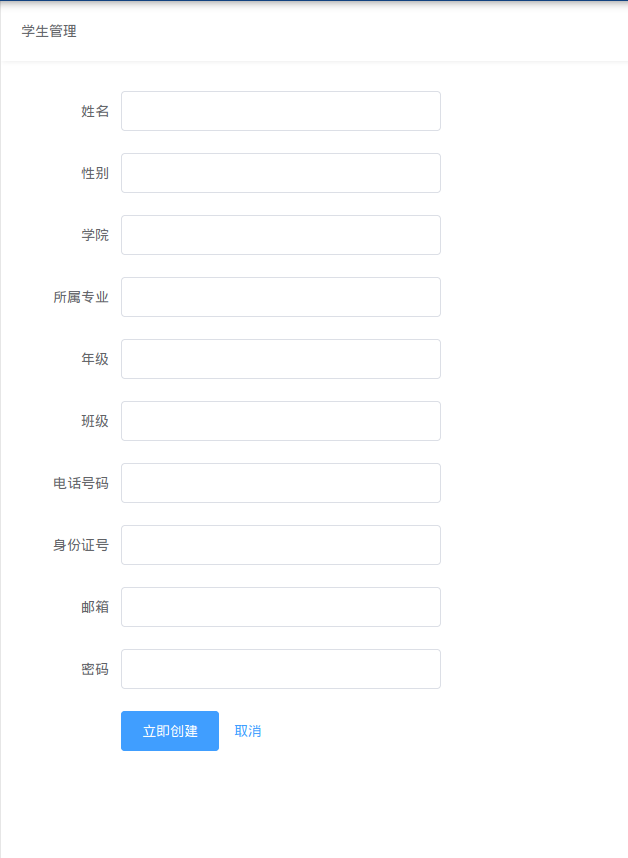 学生管理
姓名
性别
学院
所属专业
年级
班级
电话号码
身份证号
邮箱
密码
立即创建 取消